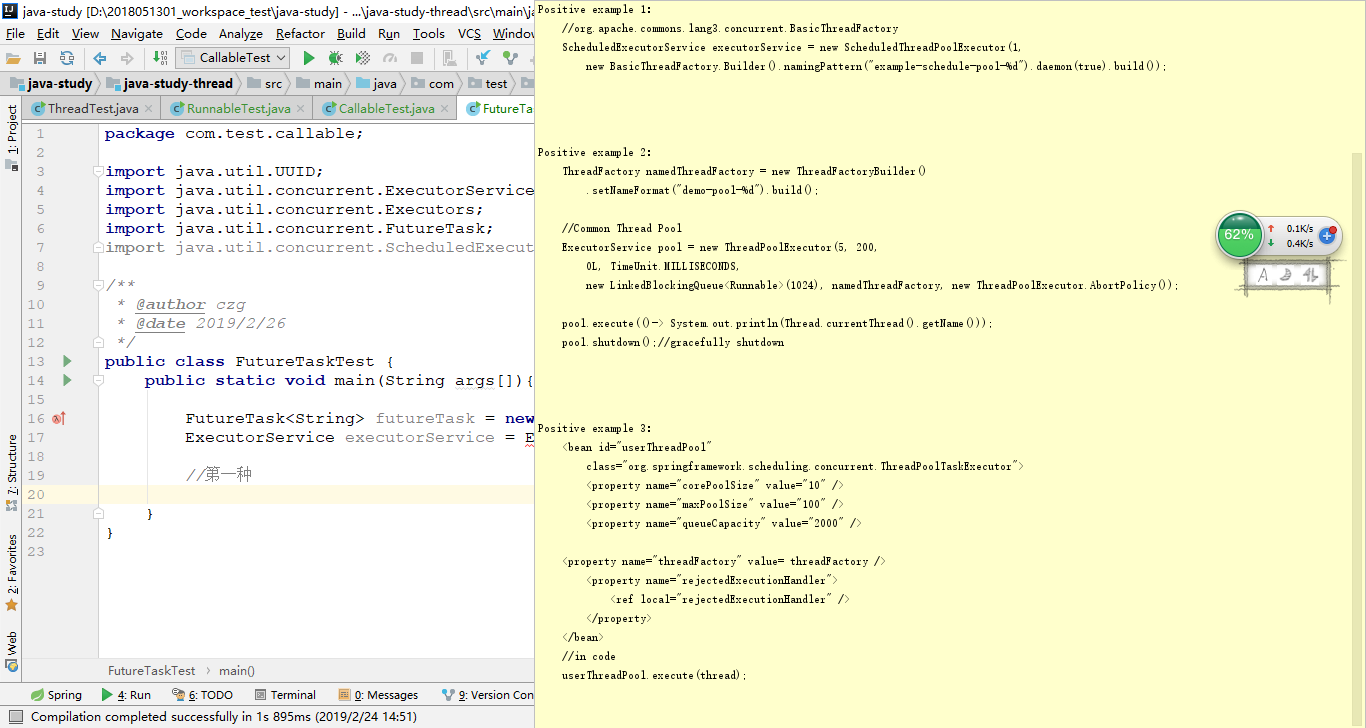 java-study [D:\2018051301_workspace_test\java-study] - ...\java-study-thread\src\main\ja
File Edit View Navigate Code Analyze Refactor Build Run Tools VCS Window
CallableTest
java-study java-study-thread src main java com test
ThreadTest.java RunnableTest.java CallableTest.java FutureTa
1: Project
7: Structure
2: Favorites
Web
1 package com.test.callable;
2
3 import java.util.UUID;
4 import java.util.concurrent.ExecutorService
5 import java.util.concurrent.Executors;
6 import java.util.concurrent.FutureTask;
7 import java.util.concurrent.ScheduledExecut
8
9 /**
10 * @author czg
11 * @date 2019/2/26
12 */
13 public class FutureTaskTest {
14 public static void main(String args[]){
15
16 FutureTask<String> futureTask = new
17 ExecutorService executorService = E
18
19 //第一种
20
21 }
22 }
23
FutureTaskTest › main()
Spring 4: Run 6: TODO Terminal 0: Messages 9: Version Con
Compilation completed successfully in 1s 895ms (2019/2/24 14:51)
Positive example 1:
//org.apache.commons.lang3.concurrent.BasicThreadFactory
ScheduledExecutorService executorService = new ScheduledThreadPoolExecutor(1,
new BasicThreadFactory.Builder().namingPattern("example-schedule-pool-%d").daemon(true).build());
Positive example 2:
ThreadFactory namedThreadFactory = new ThreadFactoryBuilder()
.setNameFormat("demo-pool-%d").build();
//Common Thread Pool
ExecutorService pool = new ThreadPoolExecutor(5, 200,
0L, TimeUnit.MILLISECONDS,
new LinkedBlockingQueue<Runnable>(1024), namedThreadFactory, new ThreadPoolExecutor.AbortPolicy());
pool.execute(()-> System.out.println(Thread.currentThread().getName()));
pool.shutdown();//gracefully shutdown
Positive example 3:
<bean id="userThreadPool"
class="org.springframework.scheduling.concurrent.ThreadPoolTaskExecutor">
<property name="corePoolSize" value="10" />
<property name="maxPoolSize" value="100" />
<property name="queueCapacity" value="2000" />
<property name="threadFactory" value= threadFactory />
<property name="rejectedExecutionHandler">
<ref local="rejectedExecutionHandler" />
</property>
</bean>
//in code
userThreadPool.execute(thread);
62%
0.1K/s
0.4K/s
A